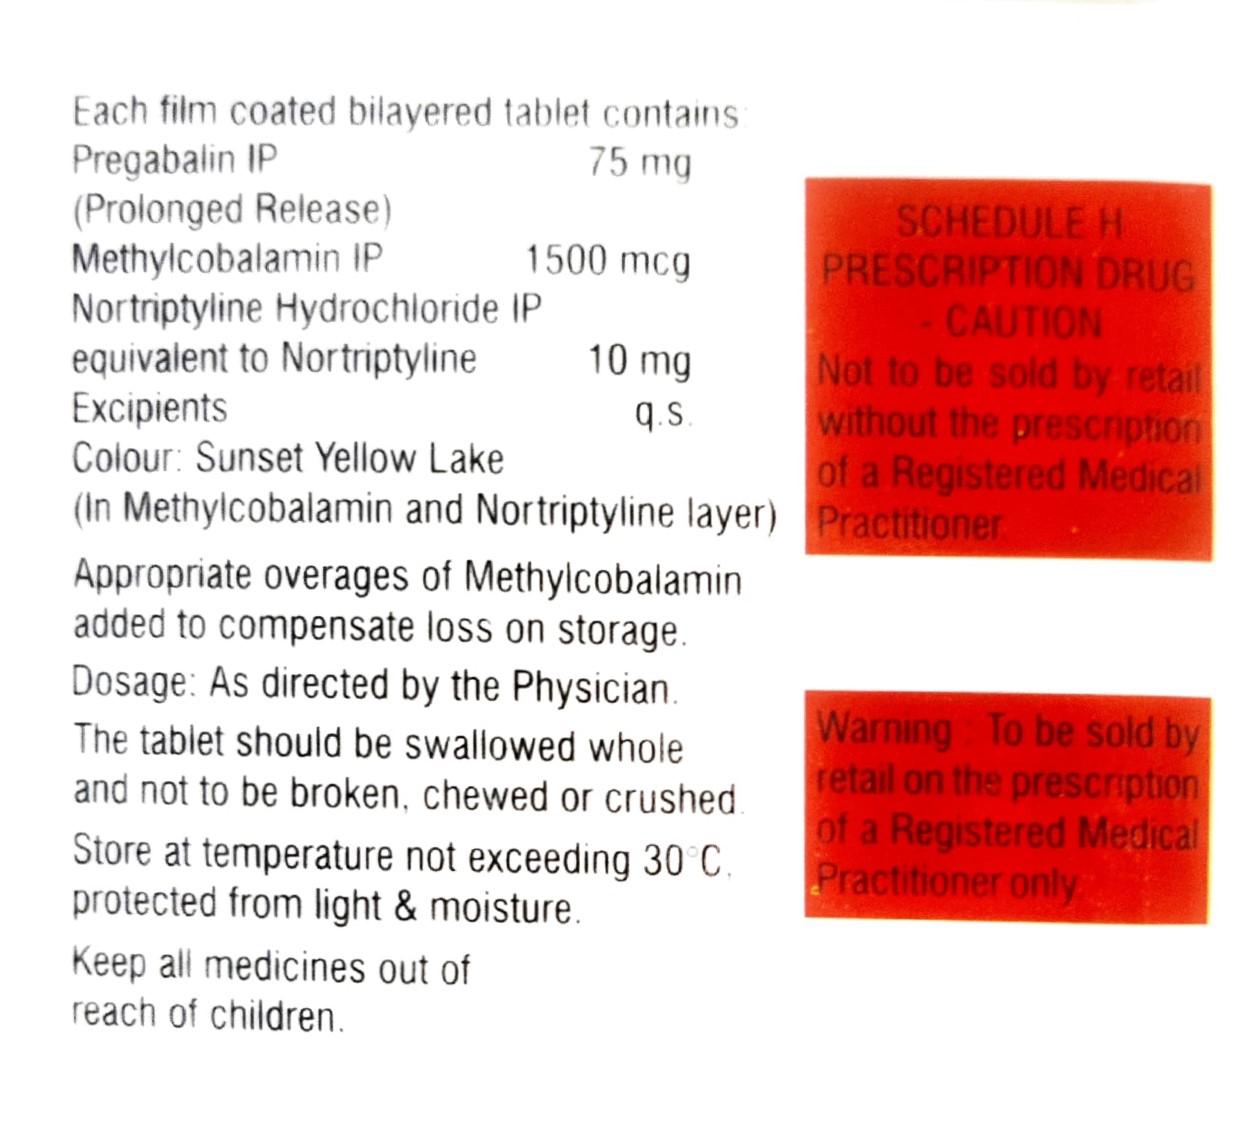 Each film coated bilayered tablet contains:
Pregabalin IP 75 mg
(Prolonged Release)
Methylcobalamin IP 1500 mcg
Nortriptyline Hydrochloride IP
equivalent to Nortriptyline 10 mg
Excipients q.s.
Colour: Sunset Yellow Lake
(In Methylcobalamin and Nortriptyline layer)
Appropriate overages of Methylcobalamin
added to compensate loss on storage.
Dosage: As directed by the Physician.
The tablet should be swallowed whole
and not to be broken, chewed or crushed.
Store at temperature not exceeding 30°C,
protected from light & moisture.
Keep all medicines out of
reach of children.
SCHEDULE H
PRESCRIPTION DRUG
- CAUTION
Not to be sold by retail
without the prescription
of a Registered Medical
Practitioner
Warning : To be sold by
retail on the prescription
of a Registered Medical
Practitioner only